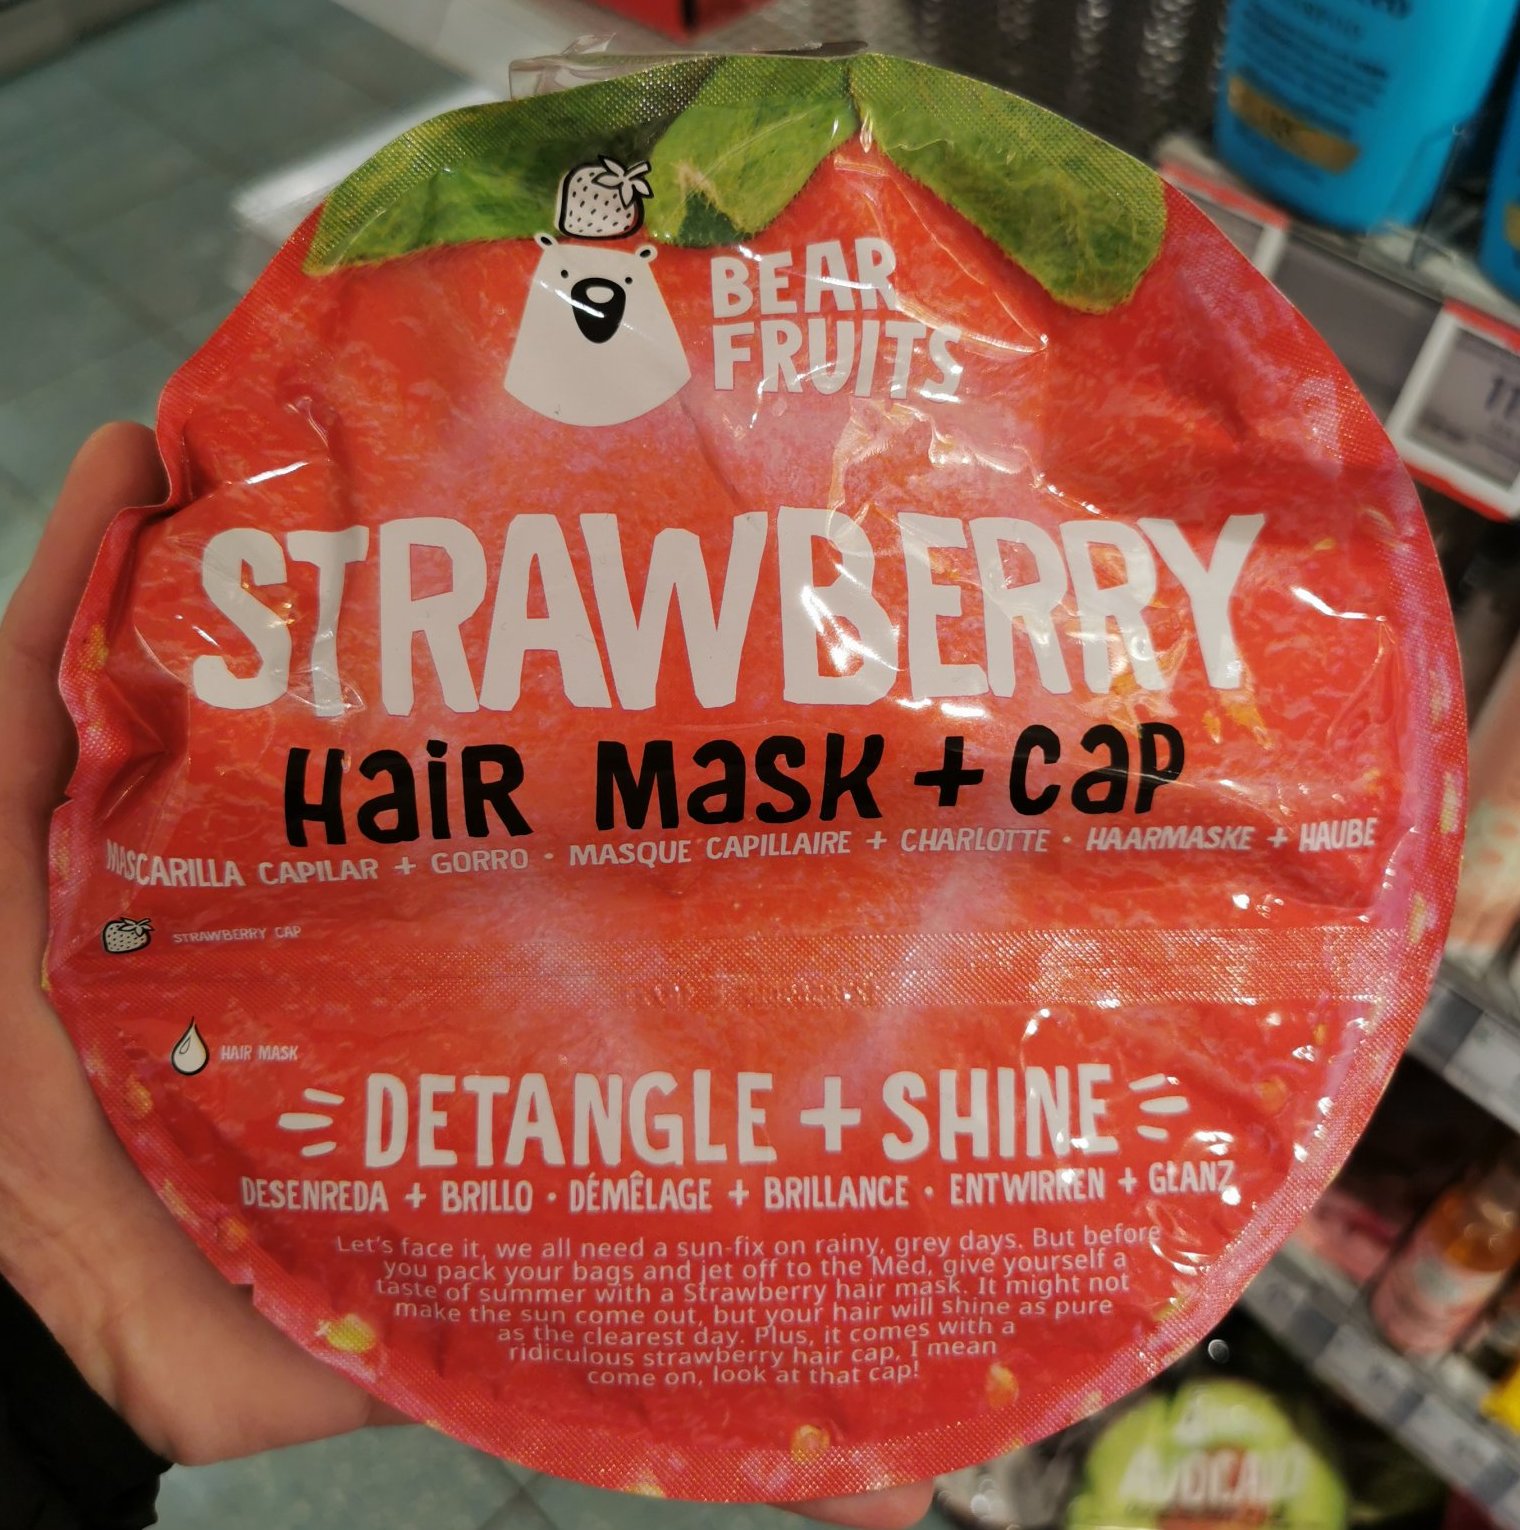 BEAR
FRUITS
STRAWBERRY
HaiR MasK + CaP
MASCARILLA CAPILAR + GORRO · MASQUE CAPILLAIRE + CHARLOTTE · HAARMASKE + HAUBE
STRAWBERRY CAP
HAIR MASK
DETANGLE + SHINE
DESENREDA + BRILLO · DÉMÊLAGE + BRILLANCE · ENTWIRREN + GLANZ
Let's face it, we all need a sun-fix on rainy, grey days. But before
you pack your bags and jet off to the Med, give yourself a
taste of summer with a Strawberry hair mask. It might not
make the sun come out, but your hair will shine as pure
as the clearest day. Plus, it comes with a
ridiculous strawberry hair cap, I mean
come on, look at that cap!
AVOCADO